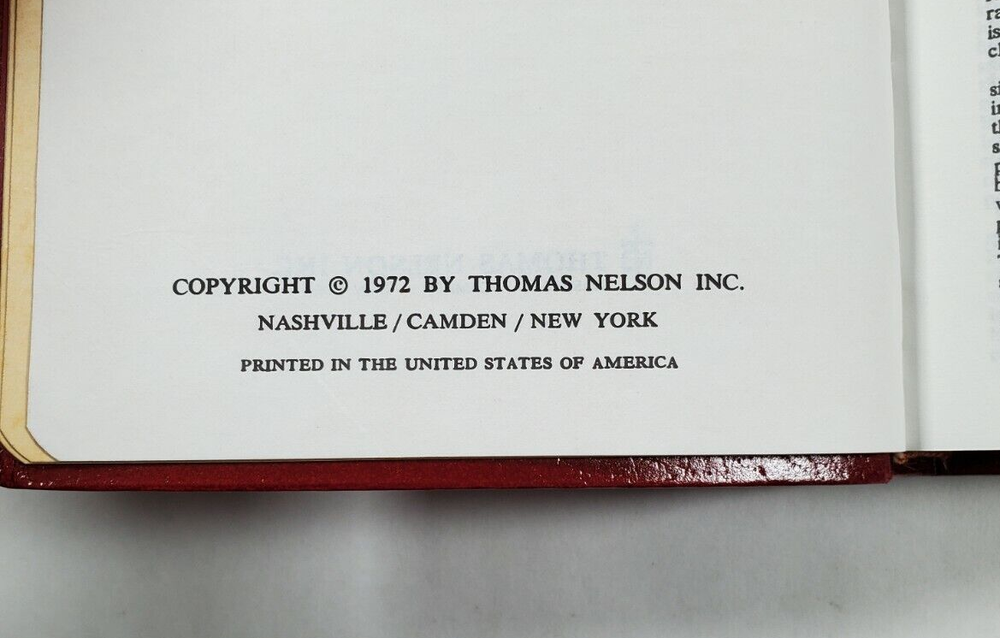 COPYRIGHT © 1972 BY THOMAS NELSON INC.
NASHVILLE / CAMDEN / NEW YORK
PRINTED IN THE UNITED STATES OF AMERICA